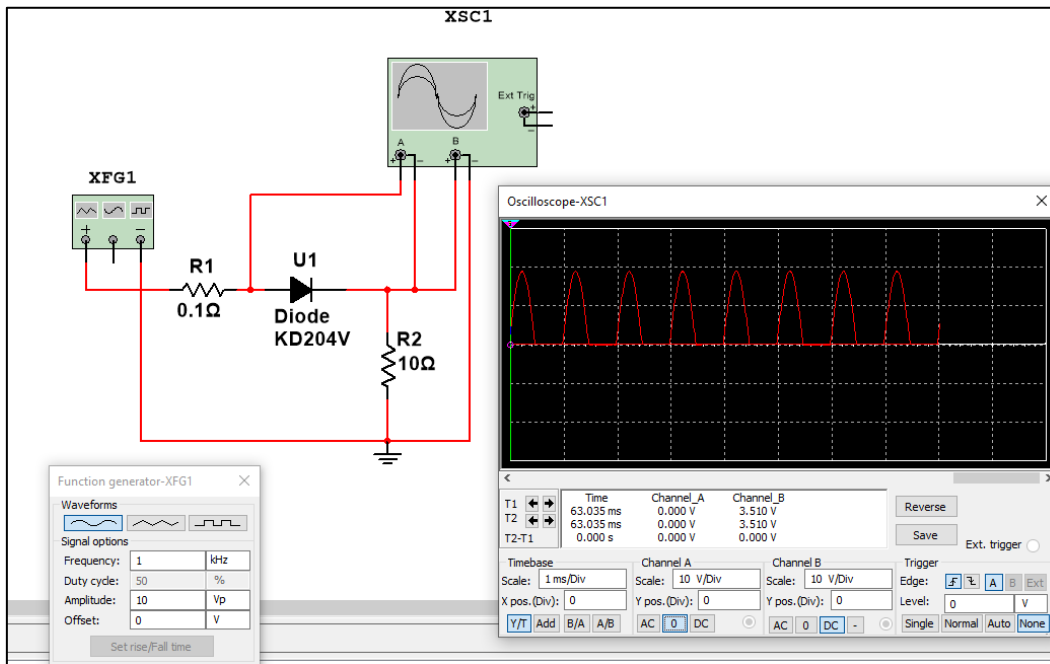 XSC1
Ext Trig
+
−
A
B
+
−
+
−
XFG1
+
−
R1
0.1Ω
U1
Diode
KD204V
R2
10Ω
Oscilloscope-XSC1
T1
T2
T2-T1
Time Channel_A Channel_B
63.035 ms 0.000 V 3.510 V
63.035 ms 0.000 V 3.510 V
0.000 s 0.000 V 0.000 V
Reverse
Save
Ext. trigger
Timebase
Scale: 1 ms/Div
X pos.(Div): 0
Y/T Add B/A A/B
Channel A
Scale: 10 V/Div
Y pos.(Div): 0
AC 0 DC
Channel B
Scale: 10 V/Div
Y pos.(Div): 0
AC 0 DC -
Trigger
Edge: A B Ext
Level: 0 V
Single Normal Auto None
Function generator-XFG1
Waveforms
Signal options
Frequency: 1 kHz
Duty cycle: 50 %
Amplitude: 10 Vp
Offset: 0 V
Set rise/Fall time